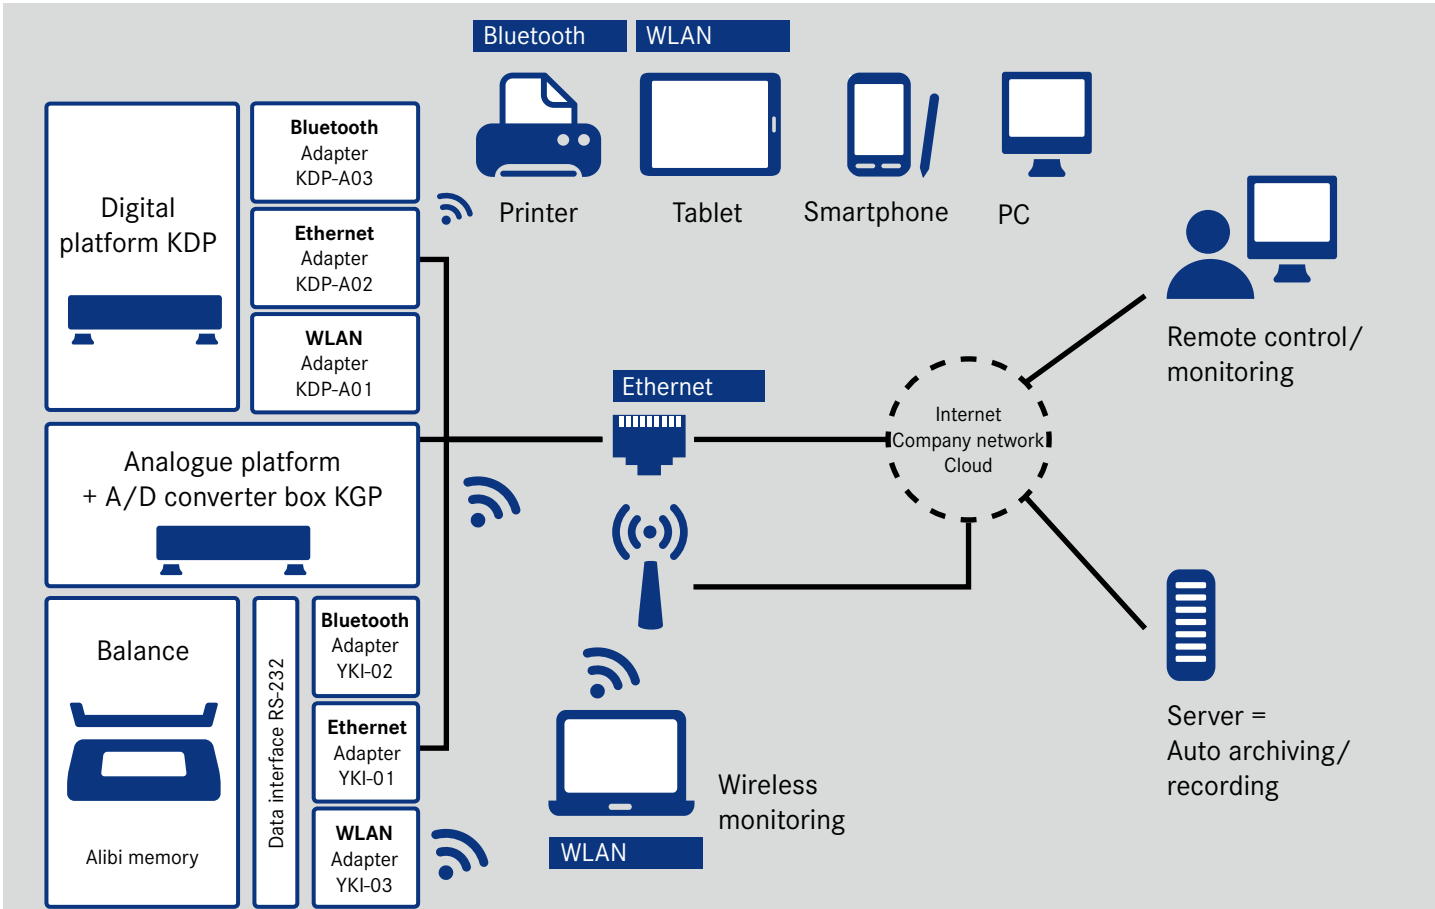 Bluetooth
WLAN
Printer
Tablet
Smartphone
PC
Digital
platform KDP
Bluetooth
Adapter
KDP-A03
Ethernet
Adapter
KDP-A02
WLAN
Adapter
KDP-A01
Analogue platform
+ A/D converter box KGP
Balance
Alibi memory
Data interface RS-232
Bluetooth
Adapter
YKI-02
Ethernet
Adapter
YKI-01
WLAN
Adapter
YKI-03
Ethernet
Wireless
monitoring
WLAN
Internet
Company network
Cloud
Remote control/
monitoring
Server =
Auto archiving/
recording